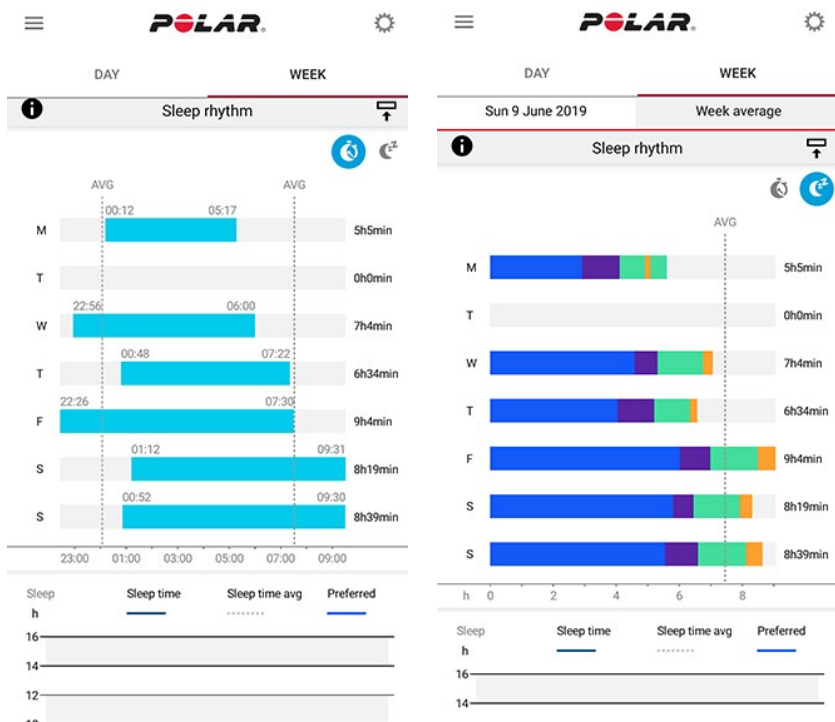 POLAR
DAY WEEK
Sleep rhythm
AVG AVG
00:12 05:17
M 5h5min
T 0h0min
22:56 06:00
W 7h4min
00:48 07:22
T 6h34min
22:26 07:30
F 9h4min
01:12 09:31
S 8h19min
00:52 09:30
S 8h39min
23:00 01:00 03:00 05:00 07:00 09:00
Sleep Sleep time Sleep time avg Preferred
h
16
14
12
POLAR
DAY WEEK
Sun 9 June 2019 Week average
Sleep rhythm
AVG
M 5h5min
T 0h0min
W 7h4min
T 6h34min
F 9h4min
S 8h19min
S 8h39min
h 0 2 4 6 8
Sleep Sleep time Sleep time avg Preferred
h
16
14